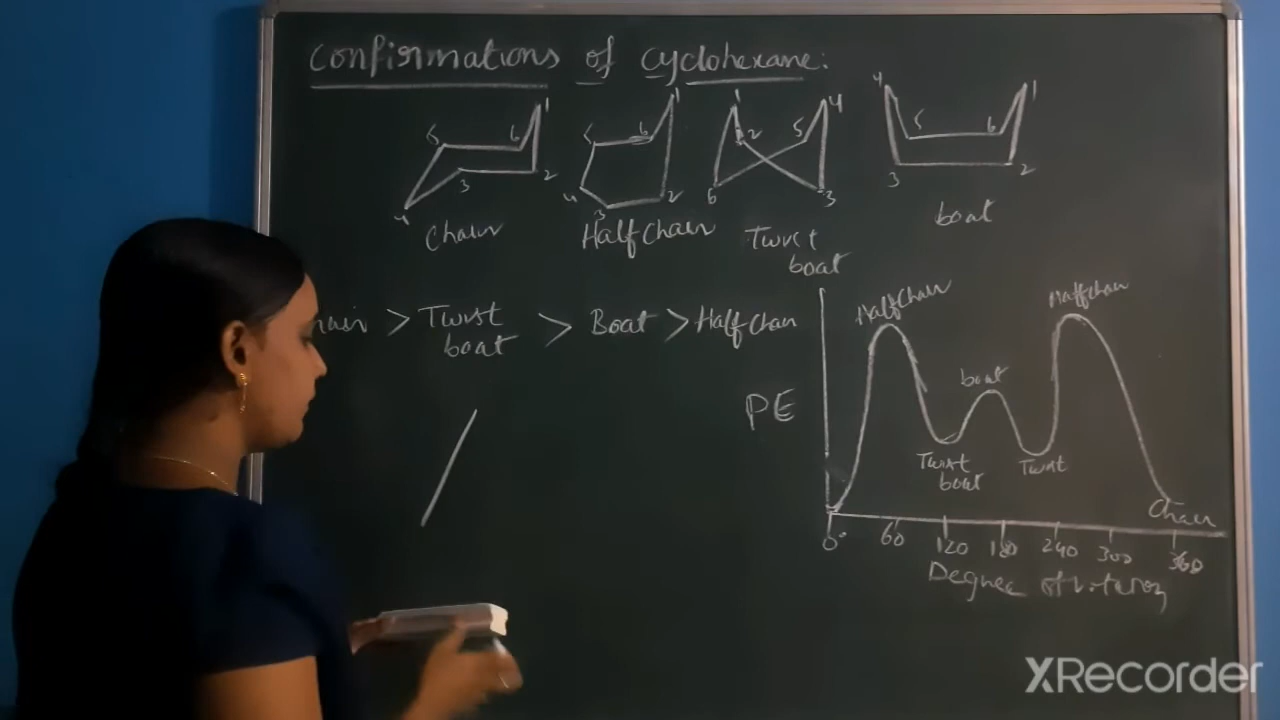 Confirmations of Cyclohexane:
5 6 1 2 3 4
5 6 1 2 3 4
1 2 5 4 6 3
4 5 6 1 3 2
Chair
Half Chair
Twist
boat
boat
hair > Twist
boat
> Boat > Half Chair
PE
Half Chair
boat
Half chair
Twist
boat
Twist
Chair
0° 60 120 180 240 300 360
Degree of rotation
XRecorder